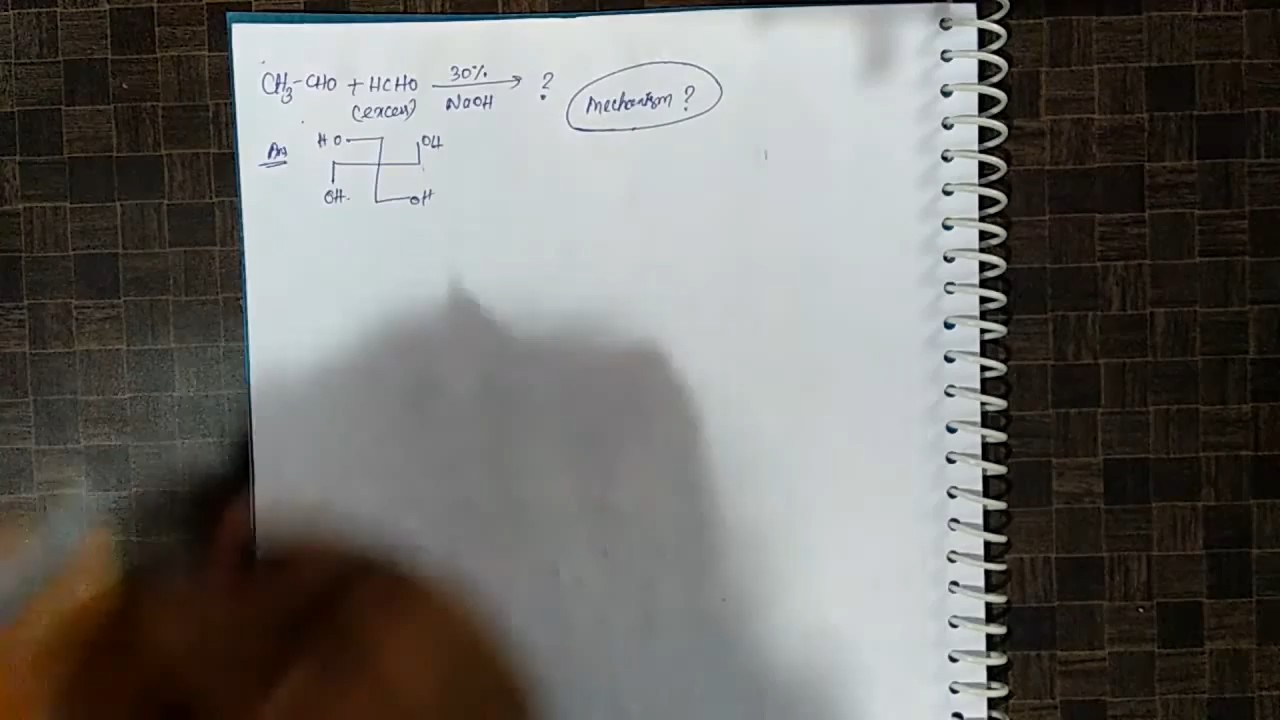 CH3-CHO + HCHO 30% ?
(excess) NaOH Mechanism ?
Ans HO OH
OH OH